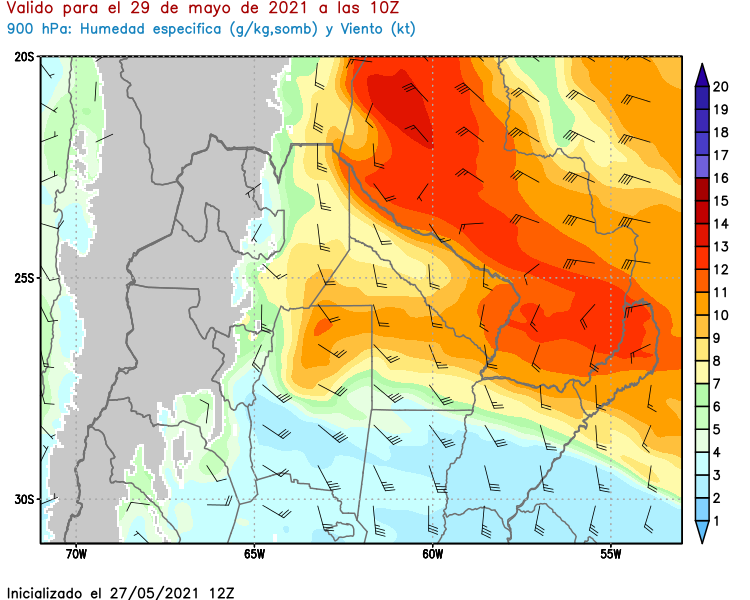 Valido para el 29 de mayo de 2021 a las 10Z
900 hPa: Humedad especifica (g/kg,somb) y Viento (kt)
20S
25S
30S
70W
65W
60W
55W
20
19
18
17
16
15
14
13
12
11
10
9
8
7
6
5
4
3
2
1
Inicializado el 27/05/2021 12Z